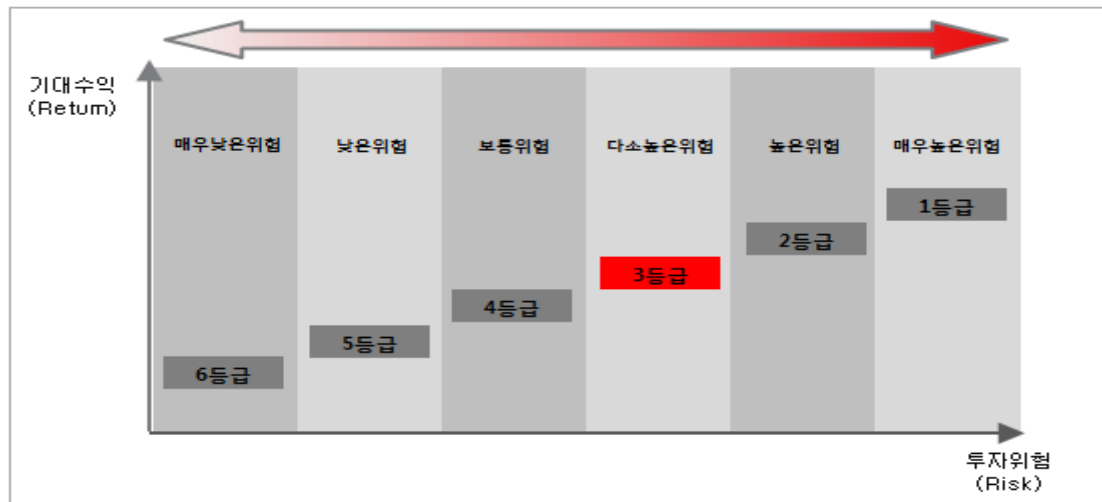 기대수익
(Retum)
매우낮은위험
낮은위험
보통위험
다소높은위험
높은위험
매우높은위험
1등급
2등급
3등급
4등급
5등급
6등급
투자위험
(Risk)